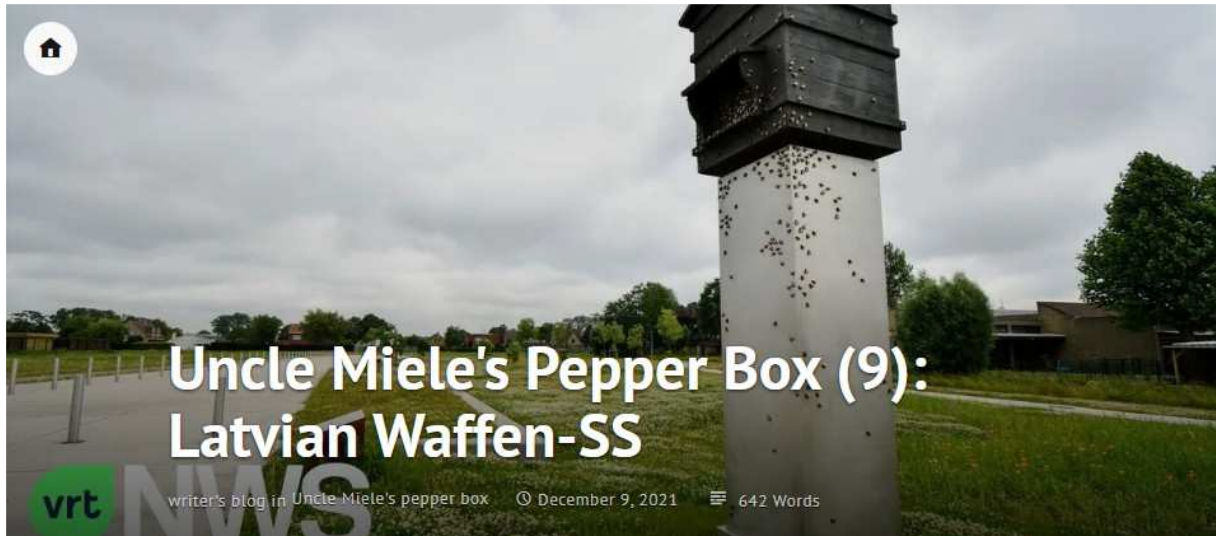 Uncle Miele's Pepper Box (9):
Latvian Waffen-SS
writer's blog in Uncle Miele's pepper box December 9, 2021 642 Words
vrt NWS